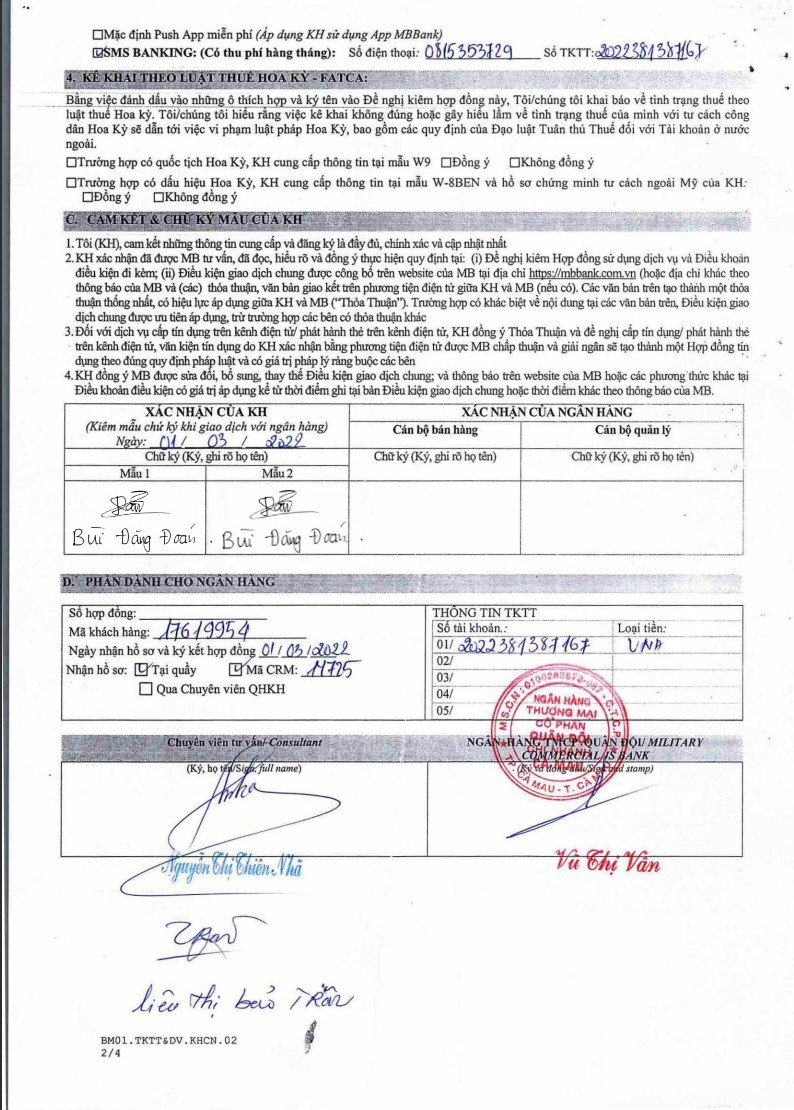 ☐Mặc định Push App miễn phí (Áp dụng KH sử dụng App MBBank)
☑SMS BANKING: (Có thu phí hàng tháng): Số điện thoại: 0815353729 Số TKTT: 2022381387167
4. KÊ KHAI THEO LUẬT THUẾ HOA KỲ - FATCA:
Bằng việc đánh dấu vào những ô thích hợp và ký tên vào Đề nghị kiêm hợp đồng này, Tôi/chúng tôi khai báo về tình trạng thuế theo
luật thuế Hoa kỳ. Tôi/chúng tôi hiểu rằng việc kê khai không đúng hoặc gây hiểu lầm về tình trạng thuế của mình với tư cách công
dân Hoa Kỳ sẽ dẫn tới việc vi phạm luật pháp Hoa Kỳ, bao gồm các quy định của Đạo luật Tuân thủ Thuế đối với Tài khoản ở nước
ngoài.
☐Trường hợp có quốc tịch Hoa Kỳ, KH cung cấp thông tin tại mẫu W9 ☐Đồng ý ☐Không đồng ý
☐Trường hợp có dấu hiệu Hoa Kỳ, KH cung cấp thông tin tại mẫu W-8BEN và hồ sơ chứng minh tư cách ngoài Mỹ của KH:
☐Đồng ý ☐Không đồng ý
C. CAM KẾT & CHỮ KÝ MẪU CỦA KH
1. Tôi (KH), cam kết những thông tin cung cấp và đăng ký là đầy đủ, chính xác và cập nhật nhất
2. KH xác nhận đã được MB tư vấn, đã đọc, hiểu rõ và đồng ý thực hiện quy định tại: (i) Đề nghị kiêm Hợp đồng sử dụng dịch vụ và Điều khoản
điều kiện đi kèm; (ii) Điều kiện giao dịch chung được công bố trên website của MB tại địa chỉ https://mbbank.com.vn (hoặc địa chỉ khác theo
thông báo của MB và (các) thỏa thuận, văn bản giao kết trên phương tiện điện tử giữa KH và MB (nếu có). Các văn bản trên tạo thành một thỏa
thuận thống nhất, có hiệu lực áp dụng giữa KH và MB ("Thỏa Thuận"). Trường hợp có khác biệt về nội dung tại các văn bản trên, Điều kiện giao
dịch chung được ưu tiên áp dụng, trừ trường hợp các bên có thỏa thuận khác
3. Đối với dịch vụ cấp tín dụng trên kênh điện tử/ phát hành thẻ trên kênh điện tử, KH đồng ý Thỏa Thuận và đề nghị cấp tín dụng/ phát hành thẻ
trên kênh điện tử, văn kiện tín dụng do KH xác nhận bằng phương tiện điện tử được MB chấp thuận và giải ngân sẽ tạo thành một Hợp đồng tín
dụng theo đúng quy định pháp luật và có giá trị pháp lý ràng buộc các bên
4. KH đồng ý MB được sửa đổi, bổ sung, thay thế Điều kiện giao dịch chung; và thông báo trên website của MB hoặc các phương thức khác tại
Điều khoản điều kiện có giá trị áp dụng kể từ thời điểm ghi tại bản Điều kiện giao dịch chung hoặc thời điểm khác theo thông báo của MB.
XÁC NHẬN CỦA KH XÁC NHẬN CỦA NGÂN HÀNG
(Kiêm mẫu chữ ký khi giao dịch với ngân hàng) Cán bộ bán hàng Cán bộ quản lý
Ngày: 01 / 03 / 2022
Chữ ký (Ký, ghi rõ họ tên) Chữ ký (Ký, ghi rõ họ tên) Chữ ký (Ký, ghi rõ họ tên)
Mẫu 1 Mẫu 2
Bùi Đăng Đoan Bùi Đăng Đoan
D. PHẦN DÀNH CHO NGÂN HÀNG
Số hợp đồng:
Mã khách hàng: 17619954
Ngày nhận hồ sơ và ký kết hợp đồng 01/03/2022
Nhận hồ sơ: ☑Tại quầy ☑Mã CRM: 11725
☐ Qua Chuyên viên QHKH
THÔNG TIN TKTT
Số tài khoản.: Loại tiền:
01/ 2022381387167 VNĐ
02/
03/
04/
05/
NGÂN HÀNG
THƯƠNG MẠI
CỔ PHẦN
QUÂN ĐỘI
CHI NHÁNH
CÀ MAU
TP. CÀ MAU - T. CÀ MAU
Chuyên viên tư vấn/ Consultant
(Ký, họ tên/Sign, full name)
Nguyễn Thị Thiên Nhã
NGÂN HÀNG TMCP QUÂN ĐỘI/ MILITARY
COMMERCIAL JS BANK
(Ký và đóng dấu/Sign and stamp)
Vũ Thị Vân
liêu thị bảo Trân
BM01.TKTT&DV.KHCN.02
2/4